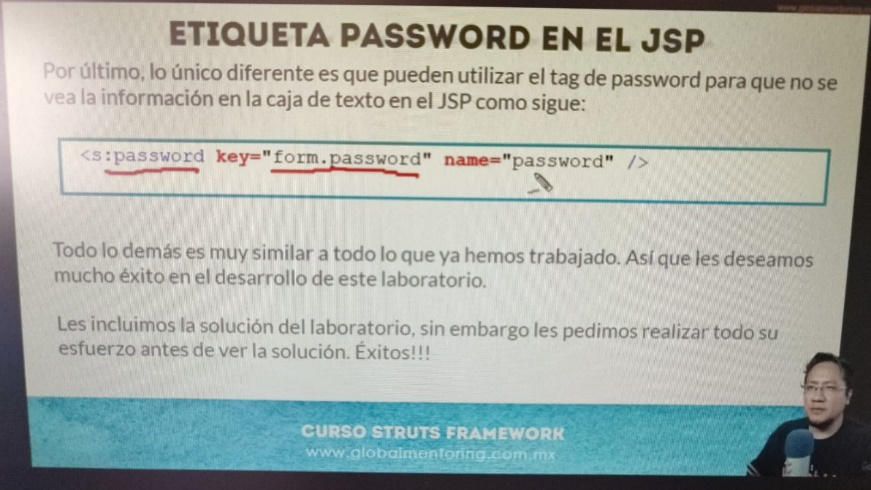 www.globalmentoring.com.mx
ETIQUETA PASSWORD EN EL JSP
Por último, lo único diferente es que pueden utilizar el tag de password para que no se
vea la información en la caja de texto en el JSP como sigue:
<s:password key="form.password" name="password" />
Todo lo demás es muy similar a todo lo que ya hemos trabajado. Así que les deseamos
mucho éxito en el desarrollo de este laboratorio.
Les incluimos la solución del laboratorio, sin embargo les pedimos realizar todo su
esfuerzo antes de ver la solución. Éxitos!!!
CURSO STRUTS FRAMEWORK
www.globalmentoring.com.mx